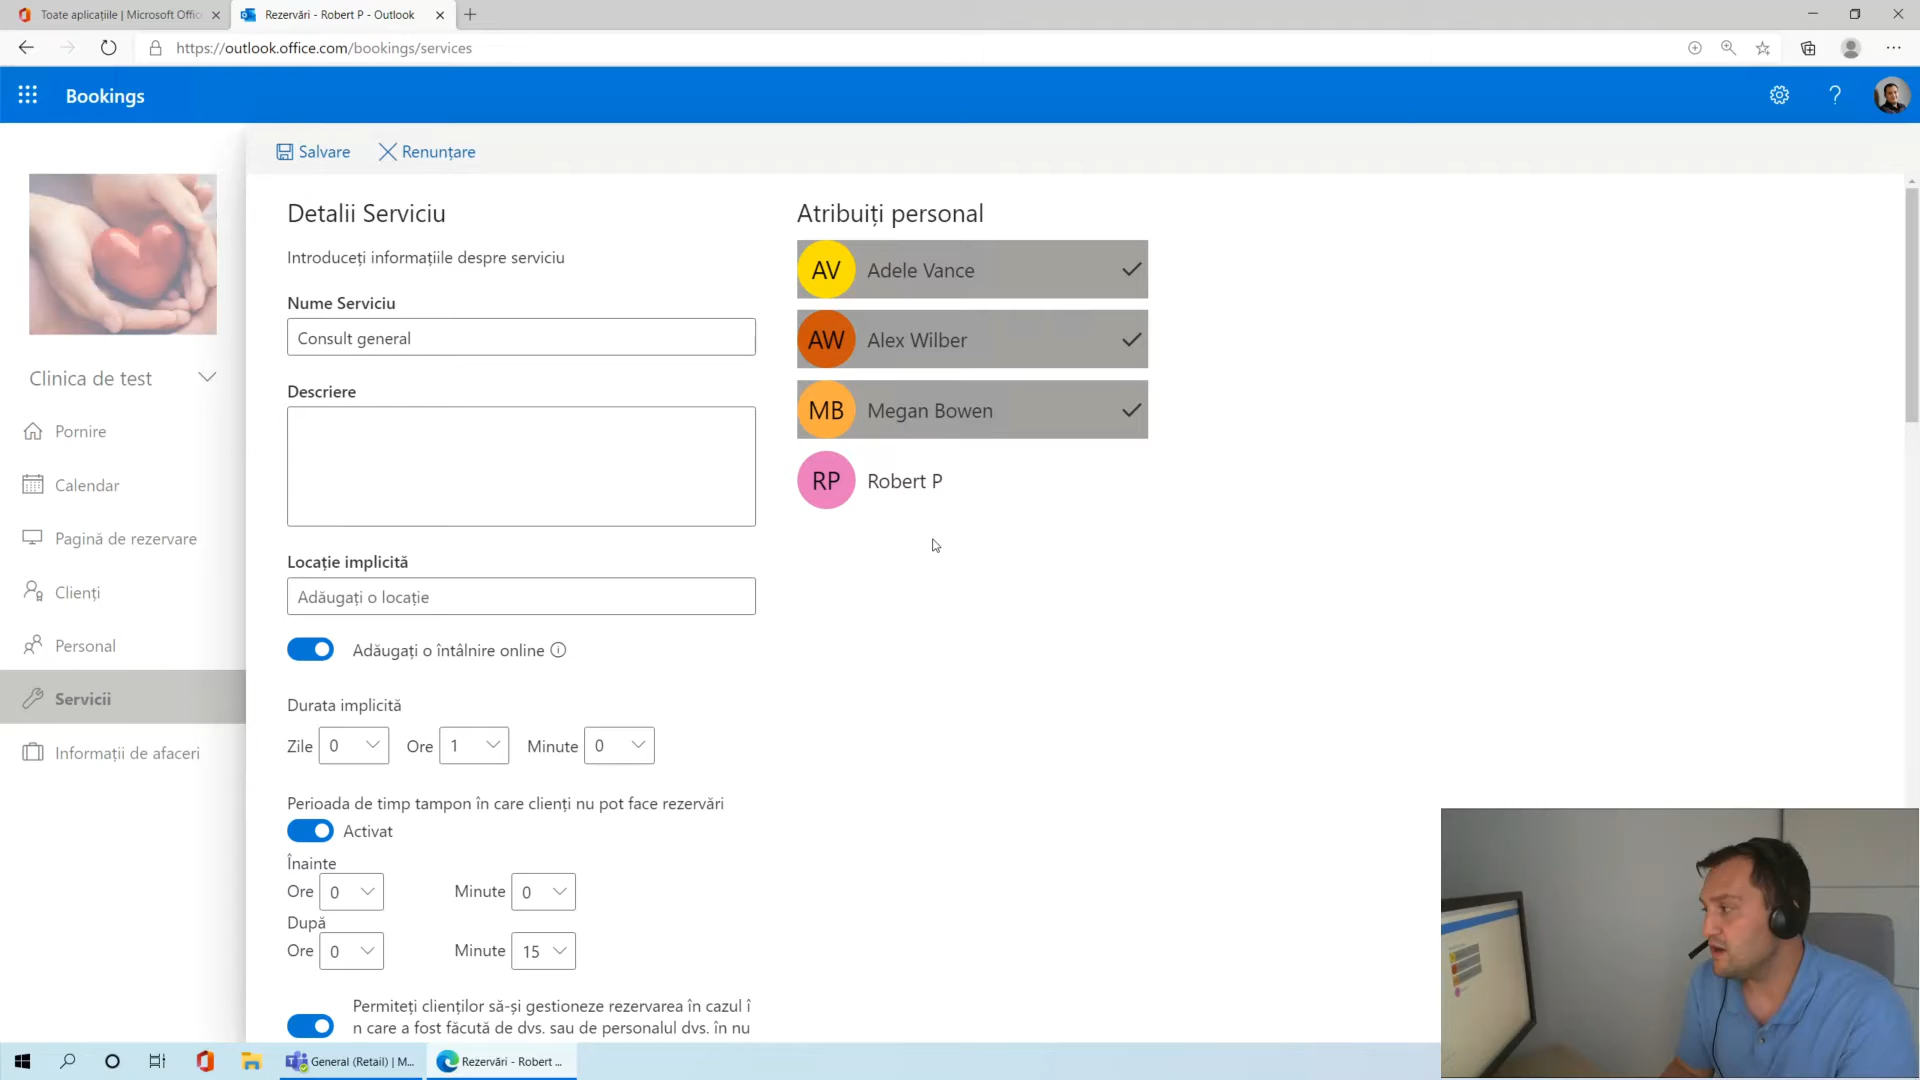 Toate aplicațiile | Microsoft Offic
Rezervări - Robert P - Outlook
https://outlook.office.com/bookings/services
Bookings
?
Salvare
Renunțare
Clinica de test
Pornire
Calendar
Pagină de rezervare
Clienți
Personal
Servicii
Informații de afaceri
Detalii Serviciu
Introduceți informațiile despre serviciu
Nume Serviciu
Consult general
Descriere
Locație implicită
Adăugați o locație
Adăugați o întâlnire online
Durata implicită
Zile 0 Ore 1 Minute 0
Perioada de timp tampon în care clienți nu pot face rezervări
Activat
Înainte
Ore 0 Minute 0
După
Ore 0 Minute 15
Permiteți clienților să-și gestioneze rezervarea în cazul î
n care a fost făcută de dvs. sau de personalul dvs. în nu
Atribuiți personal
AV Adele Vance
AW Alex Wilber
MB Megan Bowen
RP Robert P
General (Retail) | M...
Rezervări - Robert ...